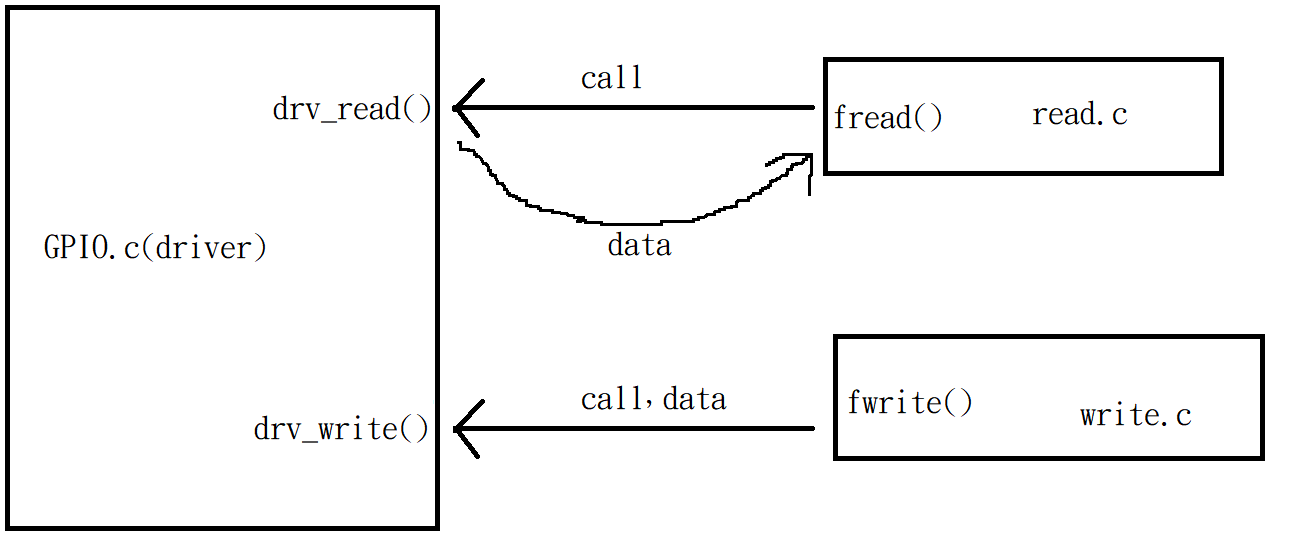 call
drv_read()
fread() read.c
data
GPIO.c(driver)
call,data
fwrite() write.c
drv_write()